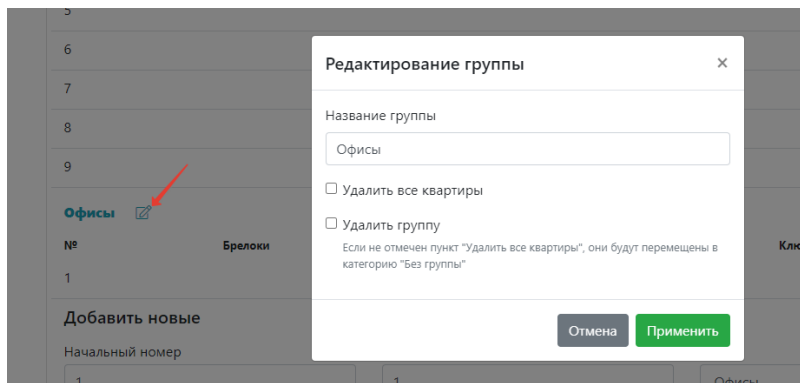 5
6
7
8
9
Офисы
№ Брелоки Клю
1
Добавить новые
Начальный номер
1 1 Офисы
Редактирование группы ×
Название группы
Офисы
Удалить все квартиры
Удалить группу
Если не отмечен пункт "Удалить все квартиры", они будут перемещены в
категорию "Без группы"
Отмена Применить